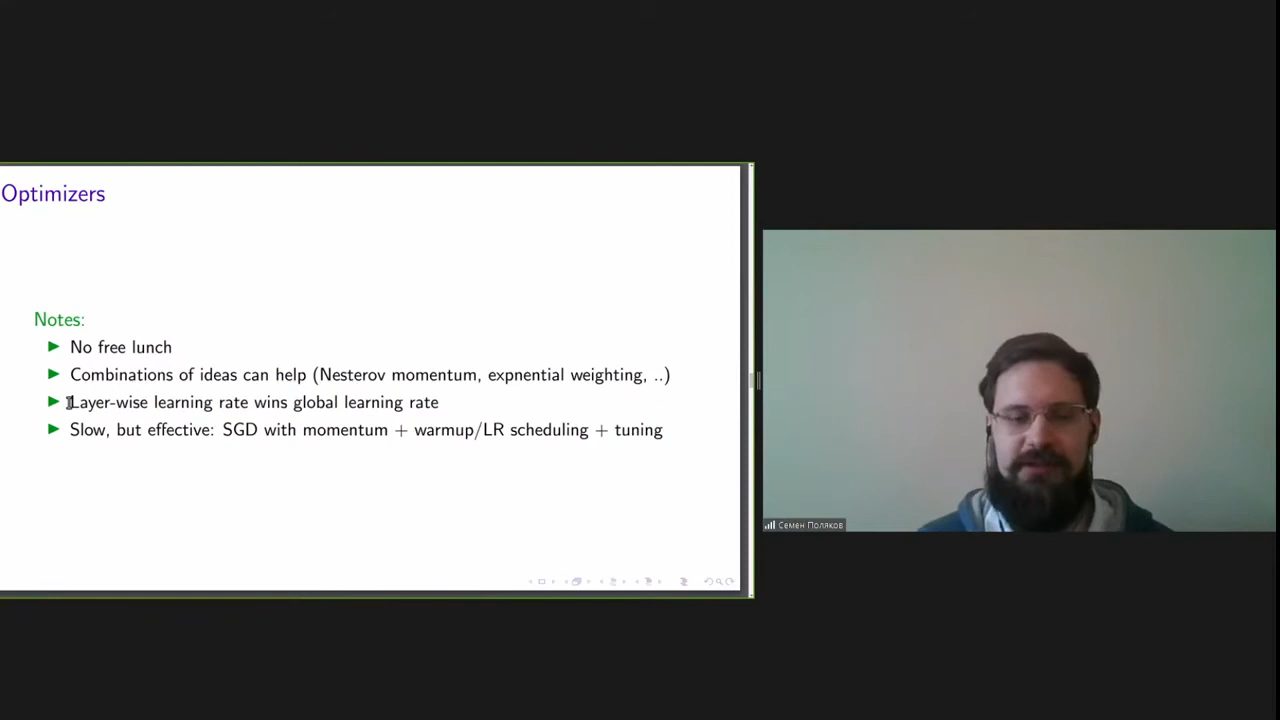 Optimizers
Notes:
No free lunch
Combinations of ideas can help (Nesterov momentum, expnential weighting, ..)
Layer-wise learning rate wins global learning rate
Slow, but effective: SGD with momentum + warmup/LR scheduling + tuning
Семен Поляков